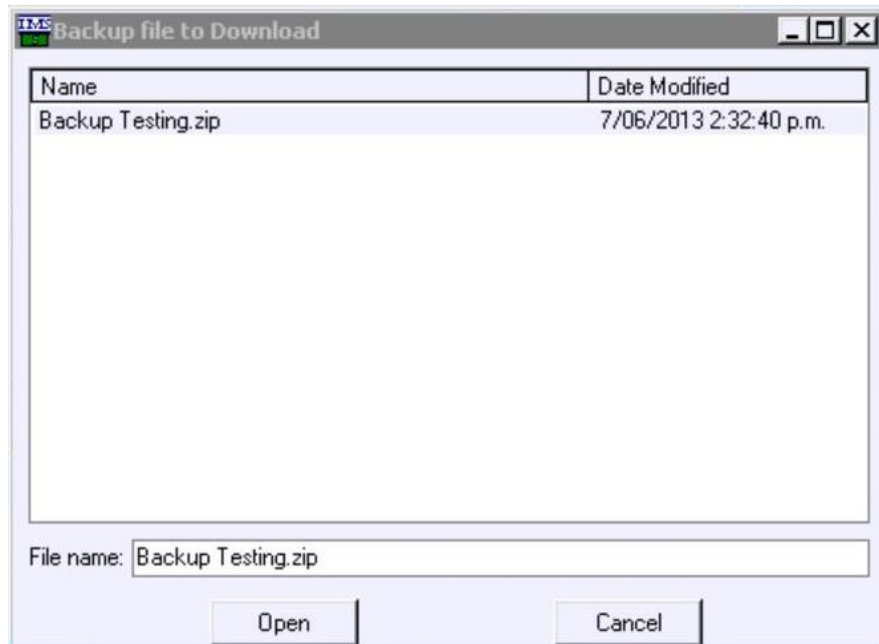 IMS Backup file to Download
Name Date Modified
Backup Testing.zip 7/06/2013 2:32:40 p.m.
File name: Backup Testing.zip
Open Cancel